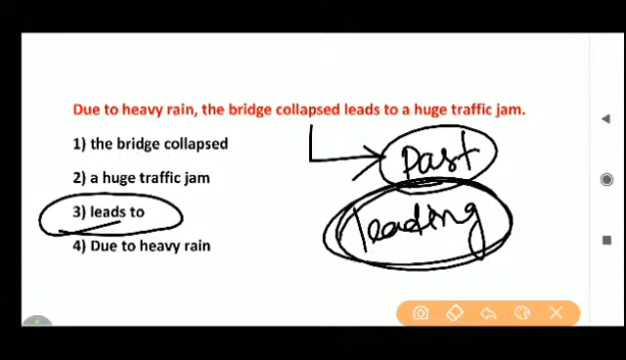 Due to heavy rain, the bridge collapsed leads to a huge traffic jam.
1) the bridge collapsed
2) a huge traffic jam
3) leads to
4) Due to heavy rain
past
leading